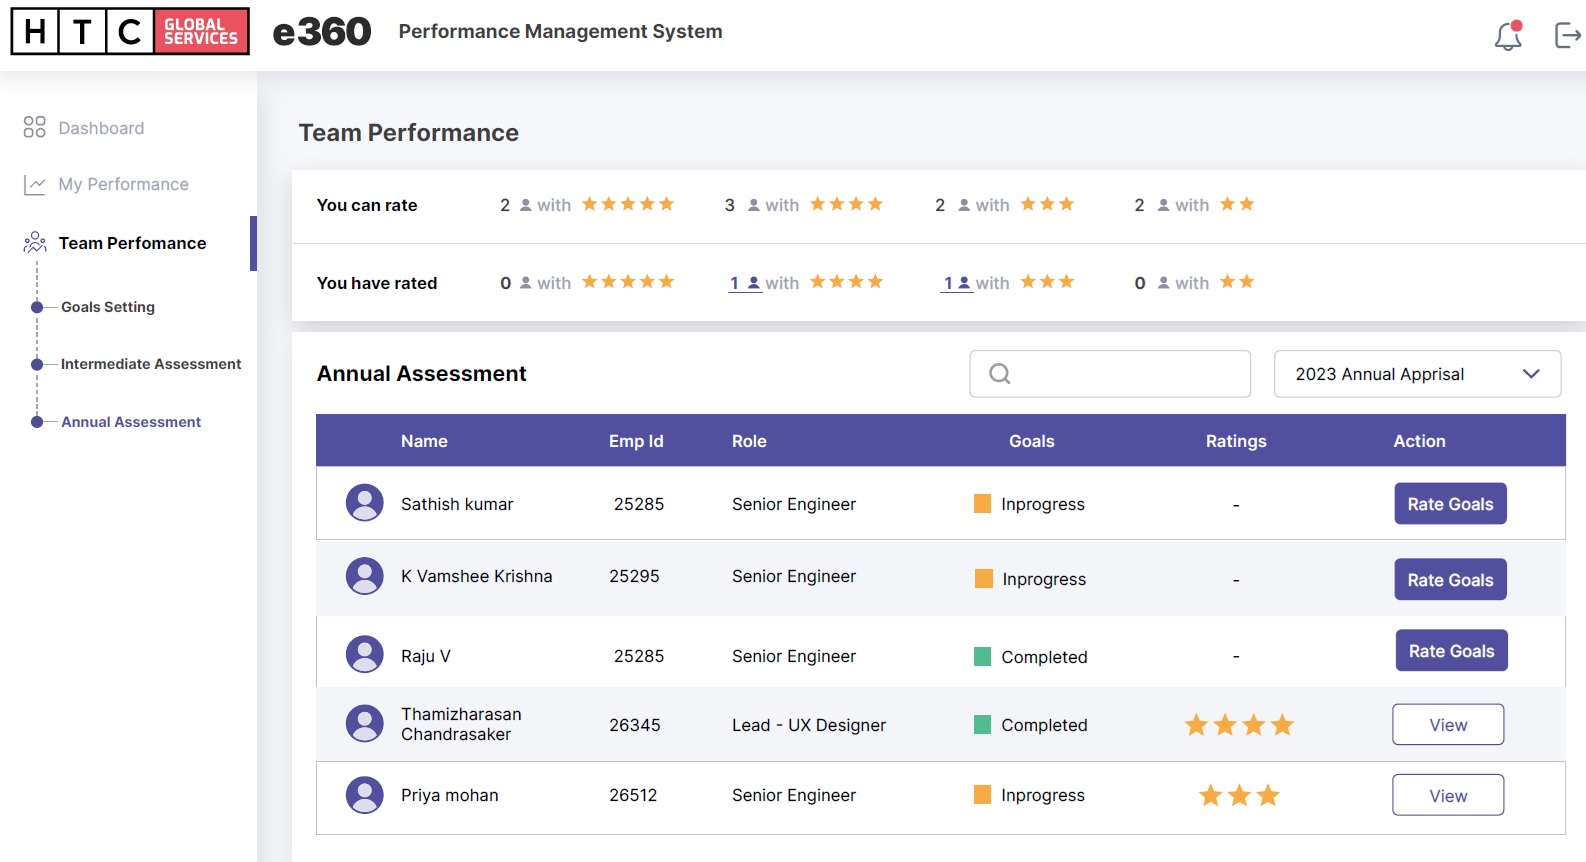 HTC GLOBAL SERVICES e360 Performance Management System
Dashboard
My Performance
Team Perfomance
Goals Setting
Intermediate Assessment
Annual Assessment
Team Performance
You can rate 2 with 3 with 2 with 2 with
You have rated 0 with 1 with 1 with 0 with
Annual Assessment 2023 Annual Apprisal
Name Emp Id Role Goals Ratings Action
Sathish kumar 25285 Senior Engineer Inprogress - Rate Goals
K Vamshee Krishna 25295 Senior Engineer Inprogress - Rate Goals
Raju V 25285 Senior Engineer Completed - Rate Goals
Thamizharasan
Chandrasaker 26345 Lead - UX Designer Completed View
Priya mohan 26512 Senior Engineer Inprogress View